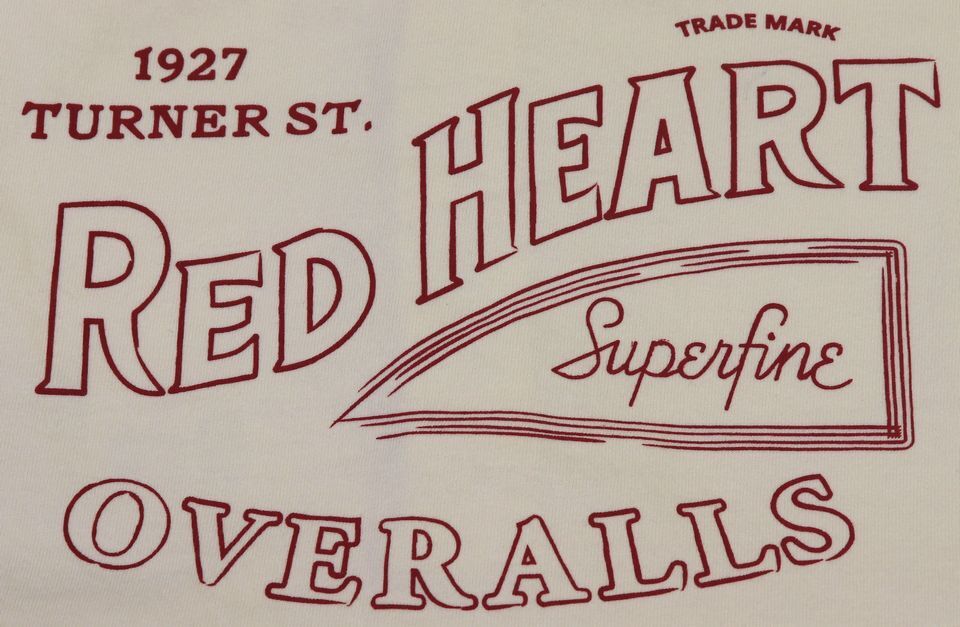 1927
TURNER ST.
TRADE MARK
RED HEART
Superfine
OVERALLS